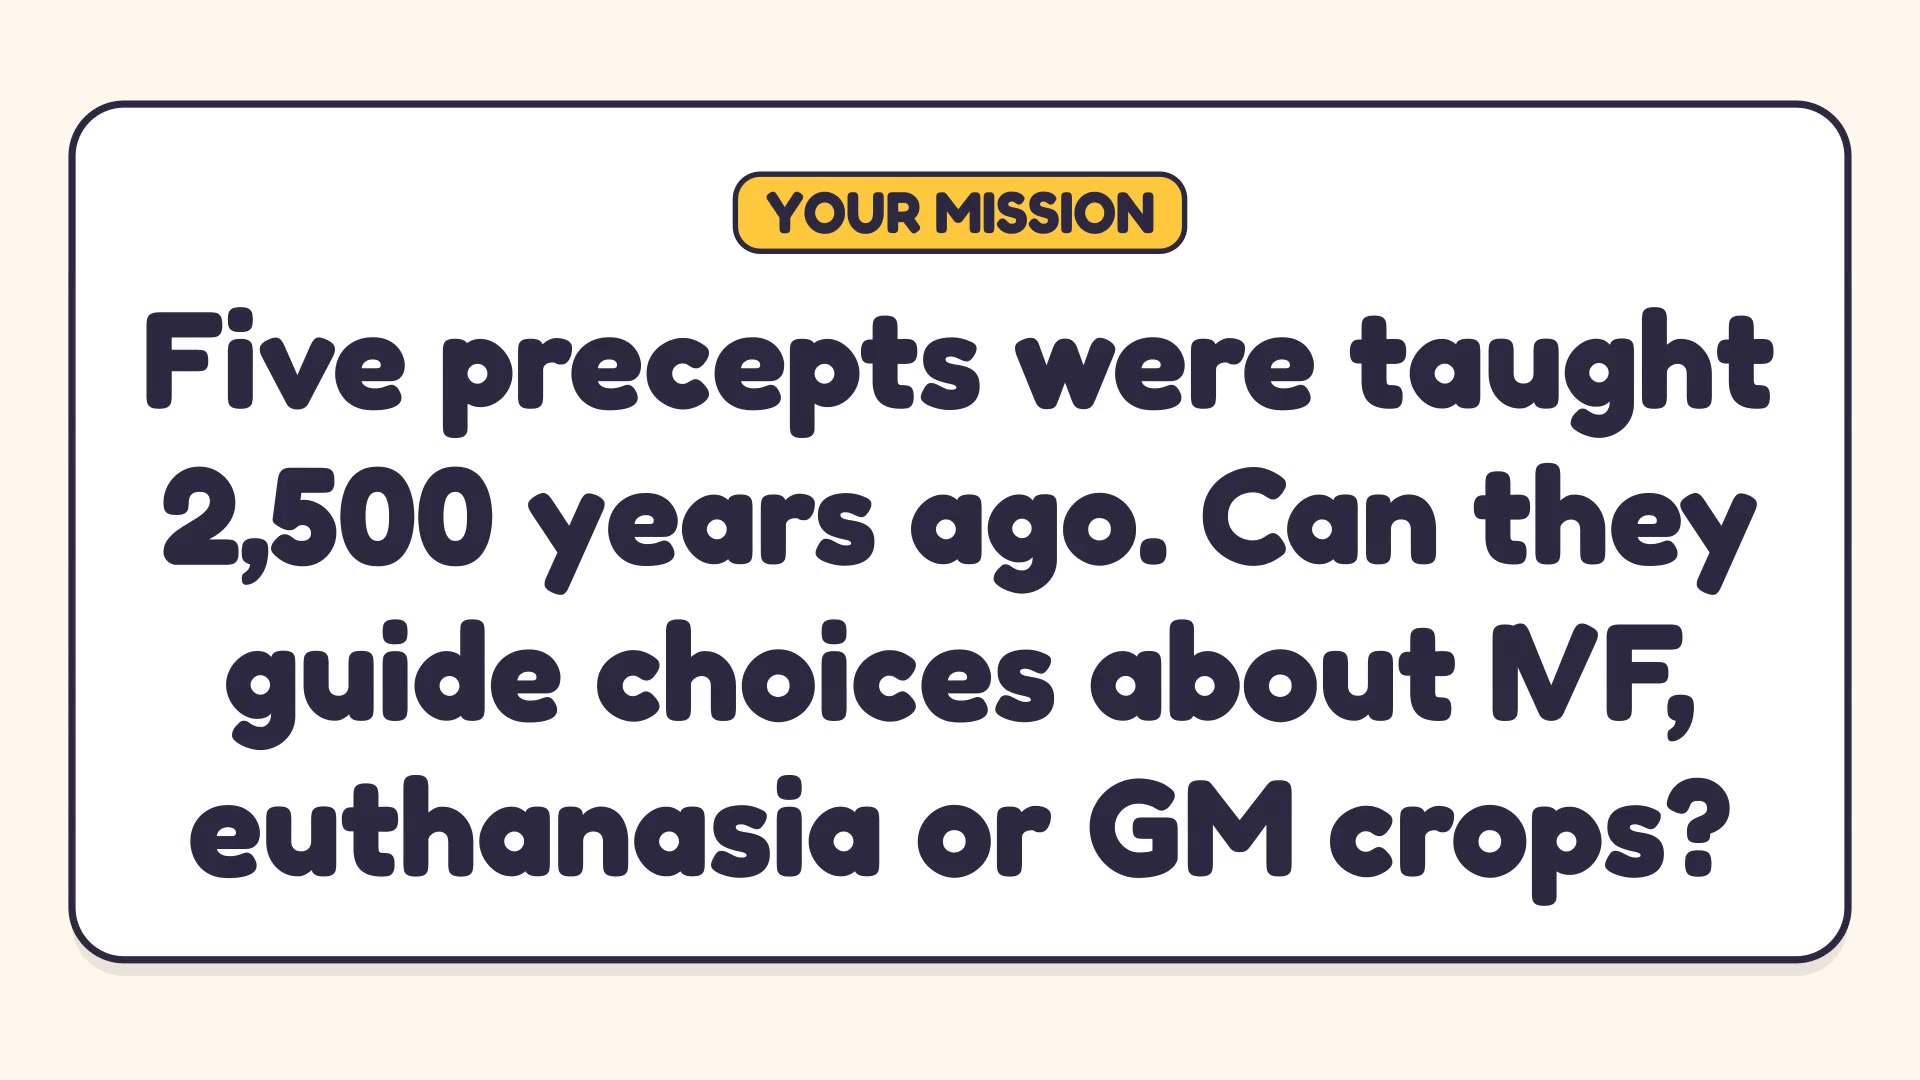 YOUR MISSION
Five precepts were taught
2,500 years ago. Can they
guide choices about IVF,
euthanasia or GM crops?